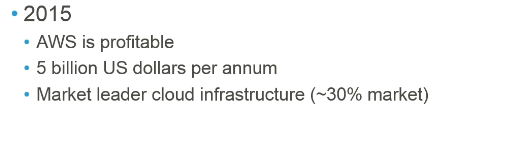 • 2015
• AWS is profitable
• 5 billion US dollars per annum
• Market leader cloud infrastructure (~30% market)